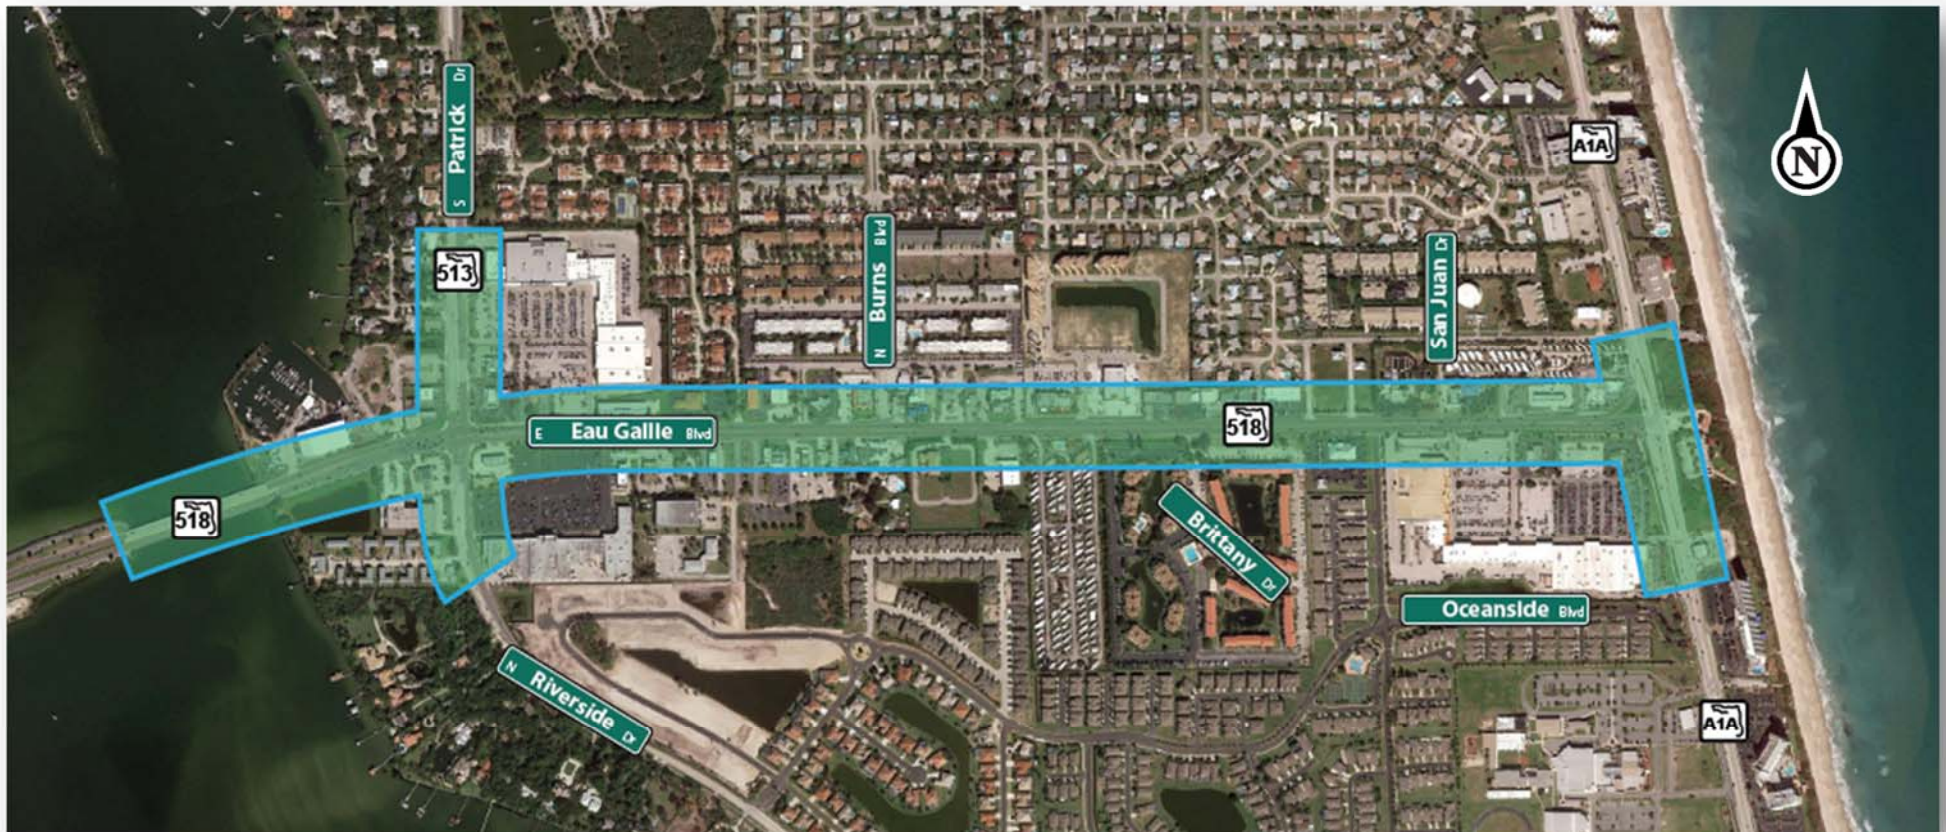 S Patrick Dr
A1A
N
513
N Burns Blvd
San Juan Dr
E Eau Gallie Blvd
518
518
Brittany Dr
Oceanside Blvd
N Riverside Dr
A1A